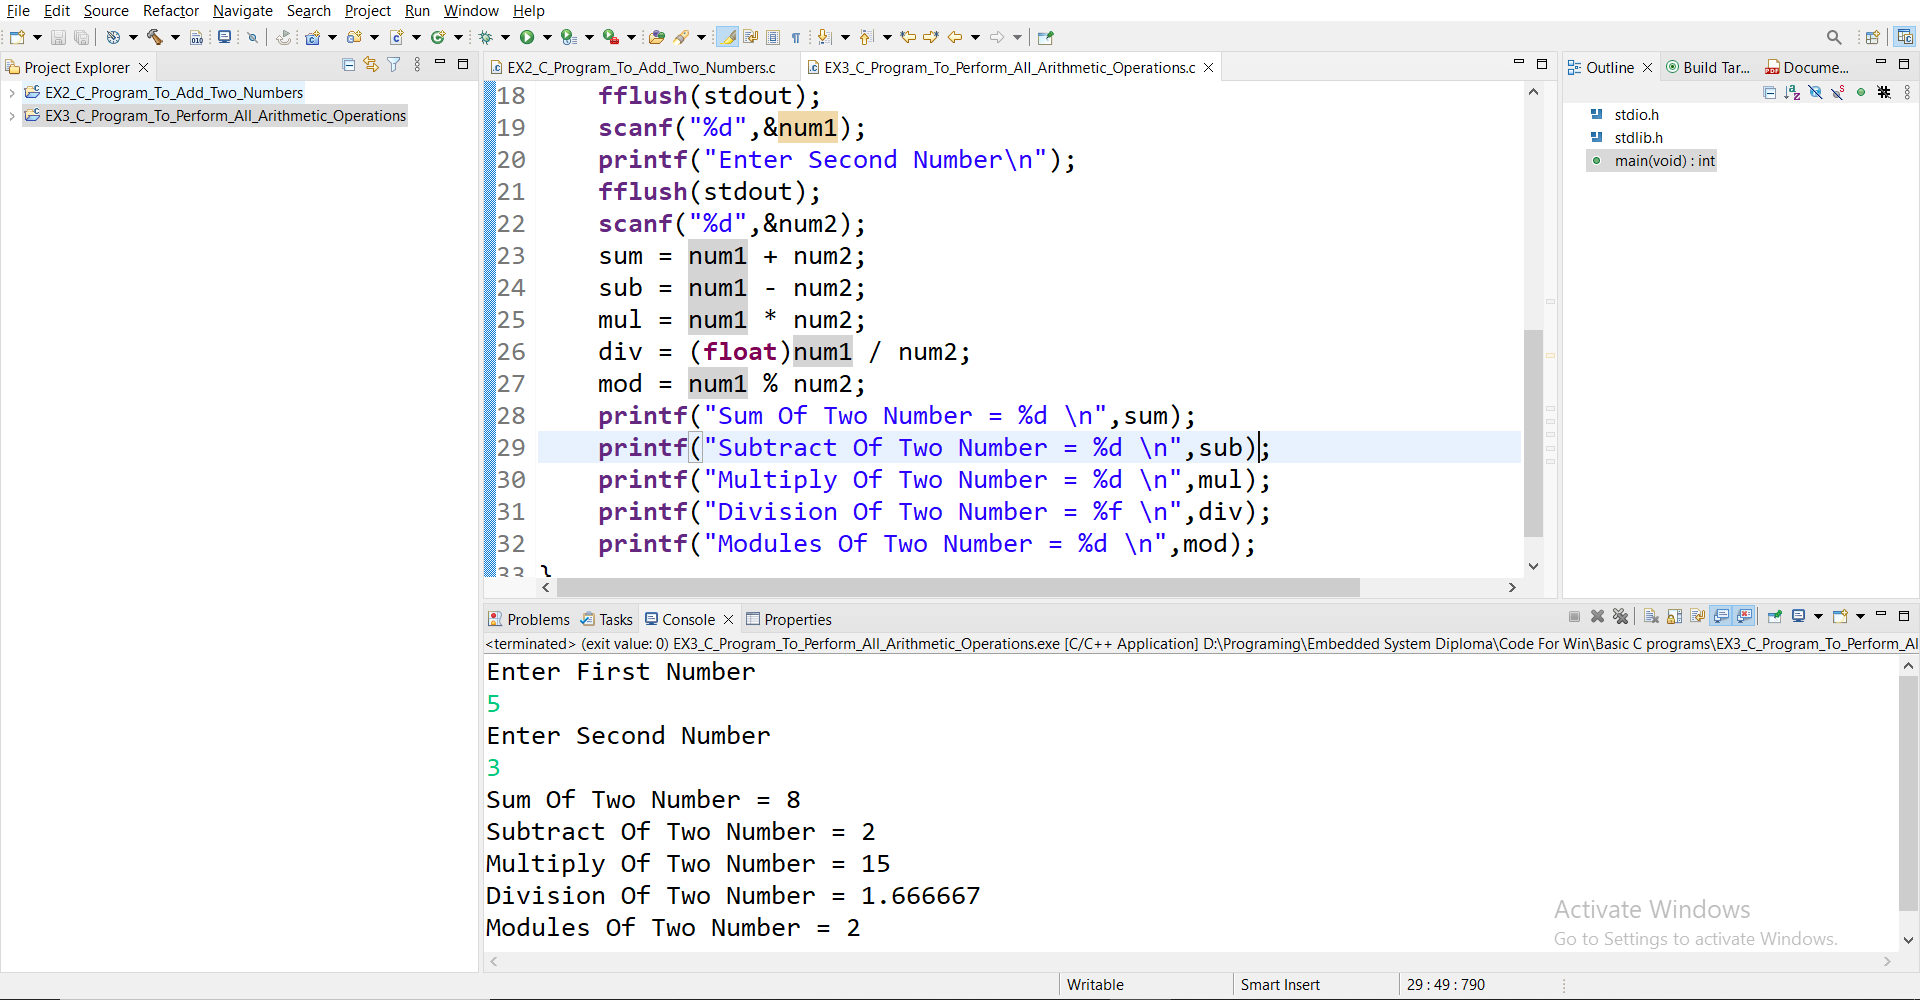 File Edit Source Refactor Navigate Search Project Run Window Help
Project Explorer
EX2_C_Program_To_Add_Two_Numbers
EX3_C_Program_To_Perform_All_Arithmetic_Operations
EX2_C_Program_To_Add_Two_Numbers.c EX3_C_Program_To_Perform_All_Arithmetic_Operations.c
18 fflush(stdout);
19 scanf("%d",&num1);
20 printf("Enter Second Number\n");
21 fflush(stdout);
22 scanf("%d",&num2);
23 sum = num1 + num2;
24 sub = num1 - num2;
25 mul = num1 * num2;
26 div = (float)num1 / num2;
27 mod = num1 % num2;
28 printf("Sum Of Two Number = %d \n",sum);
29 printf("Subtract Of Two Number = %d \n",sub);
30 printf("Multiply Of Two Number = %d \n",mul);
31 printf("Division Of Two Number = %f \n",div);
32 printf("Modules Of Two Number = %d \n",mod);
33 }
Outline Build Tar... Docume...
stdio.h
stdlib.h
main(void) : int
Problems Tasks Console Properties
<terminated> (exit value: 0) EX3_C_Program_To_Perform_All_Arithmetic_Operations.exe [C/C++ Application] D:\Programing\Embedded System Diploma\Code For Win\Basic C programs\EX3_C_Program_To_Perform_Al
Enter First Number
5
Enter Second Number
3
Sum Of Two Number = 8
Subtract Of Two Number = 2
Multiply Of Two Number = 15
Division Of Two Number = 1.666667
Modules Of Two Number = 2
Activate Windows
Go to Settings to activate Windows.
Writable Smart Insert 29 : 49 : 790